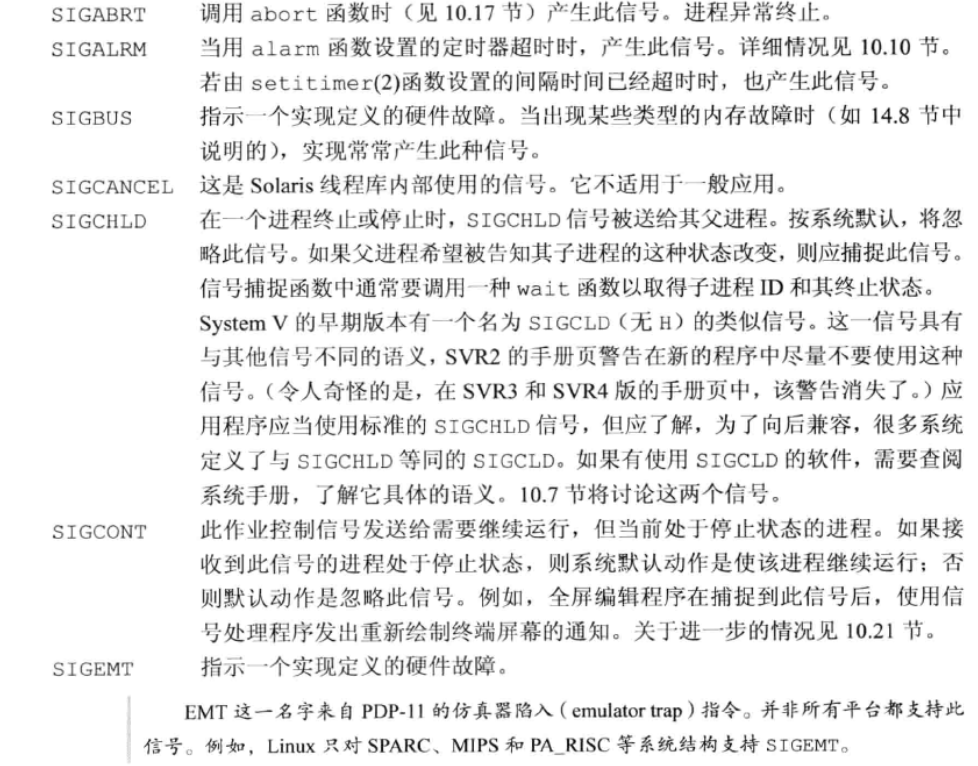 SIGABRT 调用 abort 函数时（见 10.17 节）产生此信号。进程异常终止。
SIGALRM 当用 alarm 函数设置的定时器超时时，产生此信号。详细情况见 10.10 节。
若由 setitimer(2)函数设置的间隔时间已经超时时，也产生此信号。
SIGBUS 指示一个实现定义的硬件故障。当出现某些类型的内存故障时（如 14.8 节中
说明的），实现常常产生此种信号。
SIGCANCEL 这是 Solaris 线程库内部使用的信号。它不适用于一般应用。
SIGCHLD 在一个进程终止或停止时，SIGCHLD 信号被送给其父进程。按系统默认，将忽
略此信号。如果父进程希望被告知其子进程的这种状态改变，则应捕捉此信号。
信号捕捉函数中通常要调用一种 wait 函数以取得子进程 ID 和其终止状态。
System V 的早期版本有一个名为 SIGCLD（无 H）的类似信号。这一信号具有
与其他信号不同的语义，SVR2 的手册页警告在新的程序中尽量不要使用这种
信号。（令人奇怪的是，在 SVR3 和 SVR4 版的手册页中，该警告消失了。）应
用程序应当使用标准的 SIGCHLD 信号，但应了解，为了向后兼容，很多系统
定义了与 SIGCHLD 等同的 SIGCLD。如果有使用 SIGCLD 的软件，需要查阅
系统手册，了解它具体的语义。10.7 节将讨论这两个信号。
SIGCONT 此作业控制信号发送给需要继续运行，但当前处于停止状态的进程。如果接
收到此信号的进程处于停止状态，则系统默认动作是使该进程继续运行；否
则默认动作是忽略此信号。例如，全屏编辑程序在捕捉到此信号后，使用信
号处理程序发出重新绘制终端屏幕的通知。关于进一步的情况见 10.21 节。
SIGEMT 指示一个实现定义的硬件故障。
EMT 这一名字来自 PDP-11 的仿真器陷入（emulator trap）指令。并非所有平台都支持此
信号。例如，Linux 只对 SPARC、MIPS 和 PA_RISC 等系统结构支持 SIGEMT。